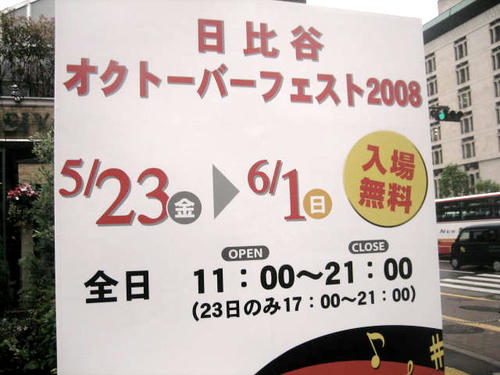 日比谷
オクトーバーフェスト2008
5/23金 ▶ 6/1日
入場
無料
OPEN CLOSE
全日 11：00～21：00
（23日のみ17：00～21：00）